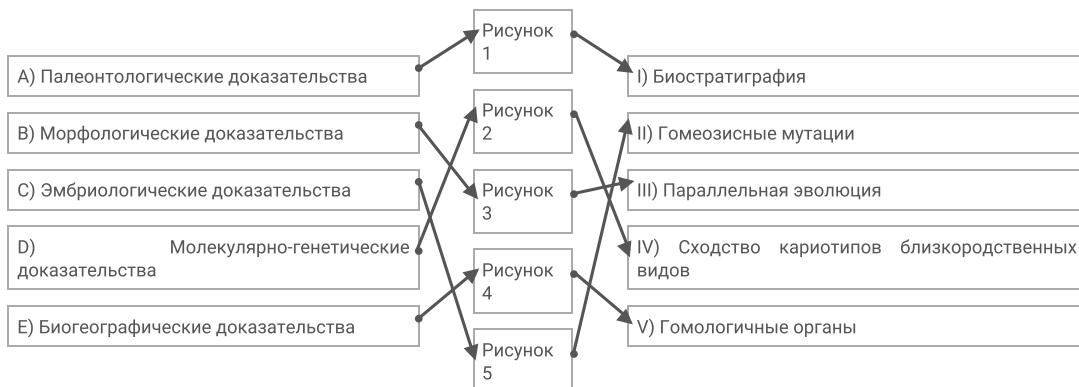 A) Палеонтологические доказательства
B) Морфологические доказательства
C) Эмбриологические доказательства
D) Молекулярно-генетические
доказательства
E) Биогеографические доказательства
Рисунок
1
Рисунок
2
Рисунок
3
Рисунок
4
Рисунок
5
I) Биостратиграфия
II) Гомеозисные мутации
III) Параллельная эволюция
IV) Сходство кариотипов близкородственных
видов
V) Гомологичные органы